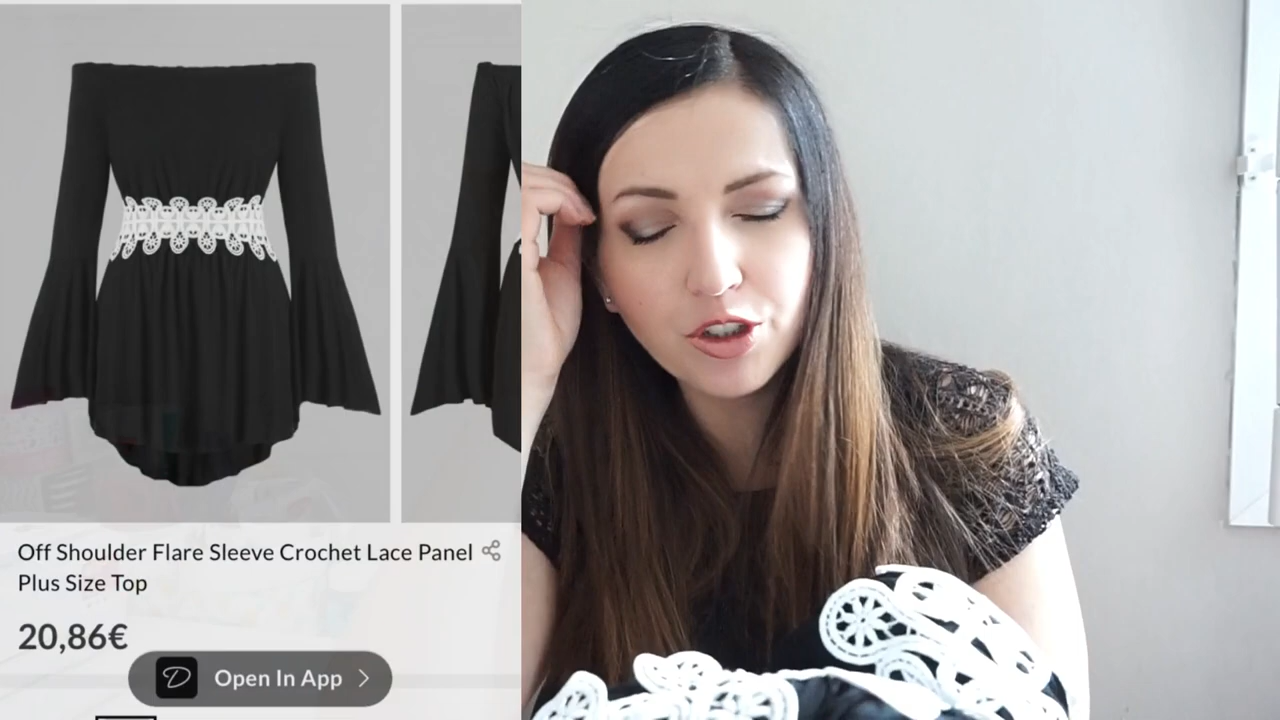 Off Shoulder Flare Sleeve Crochet Lace Panel
Plus Size Top
20,86€
Open In App